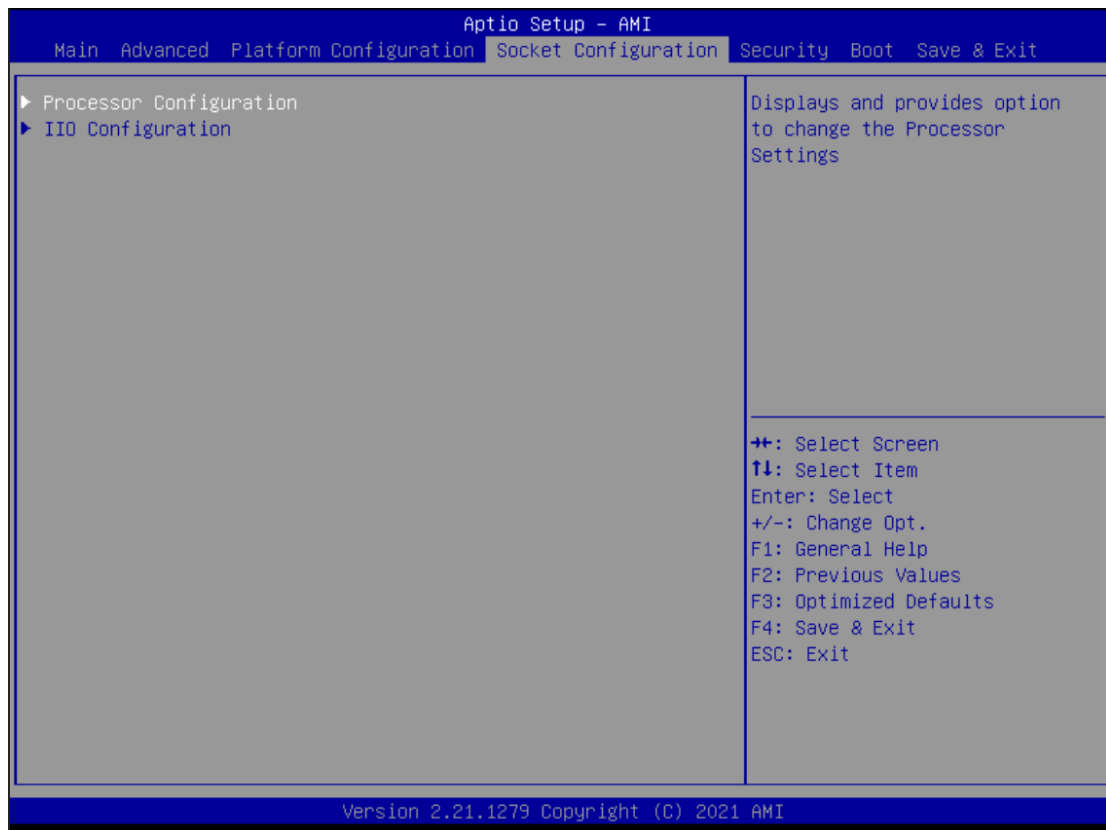 Aptio Setup – AMI
Main Advanced Platform Configuration Socket Configuration Security Boot Save & Exit
▶ Processor Configuration
▶ IIO Configuration
Displays and provides option
to change the Processor
Settings
→←: Select Screen
↑↓: Select Item
Enter: Select
+/-: Change Opt.
F1: General Help
F2: Previous Values
F3: Optimized Defaults
F4: Save & Exit
ESC: Exit
Version 2.21.1279 Copyright (C) 2021 AMI